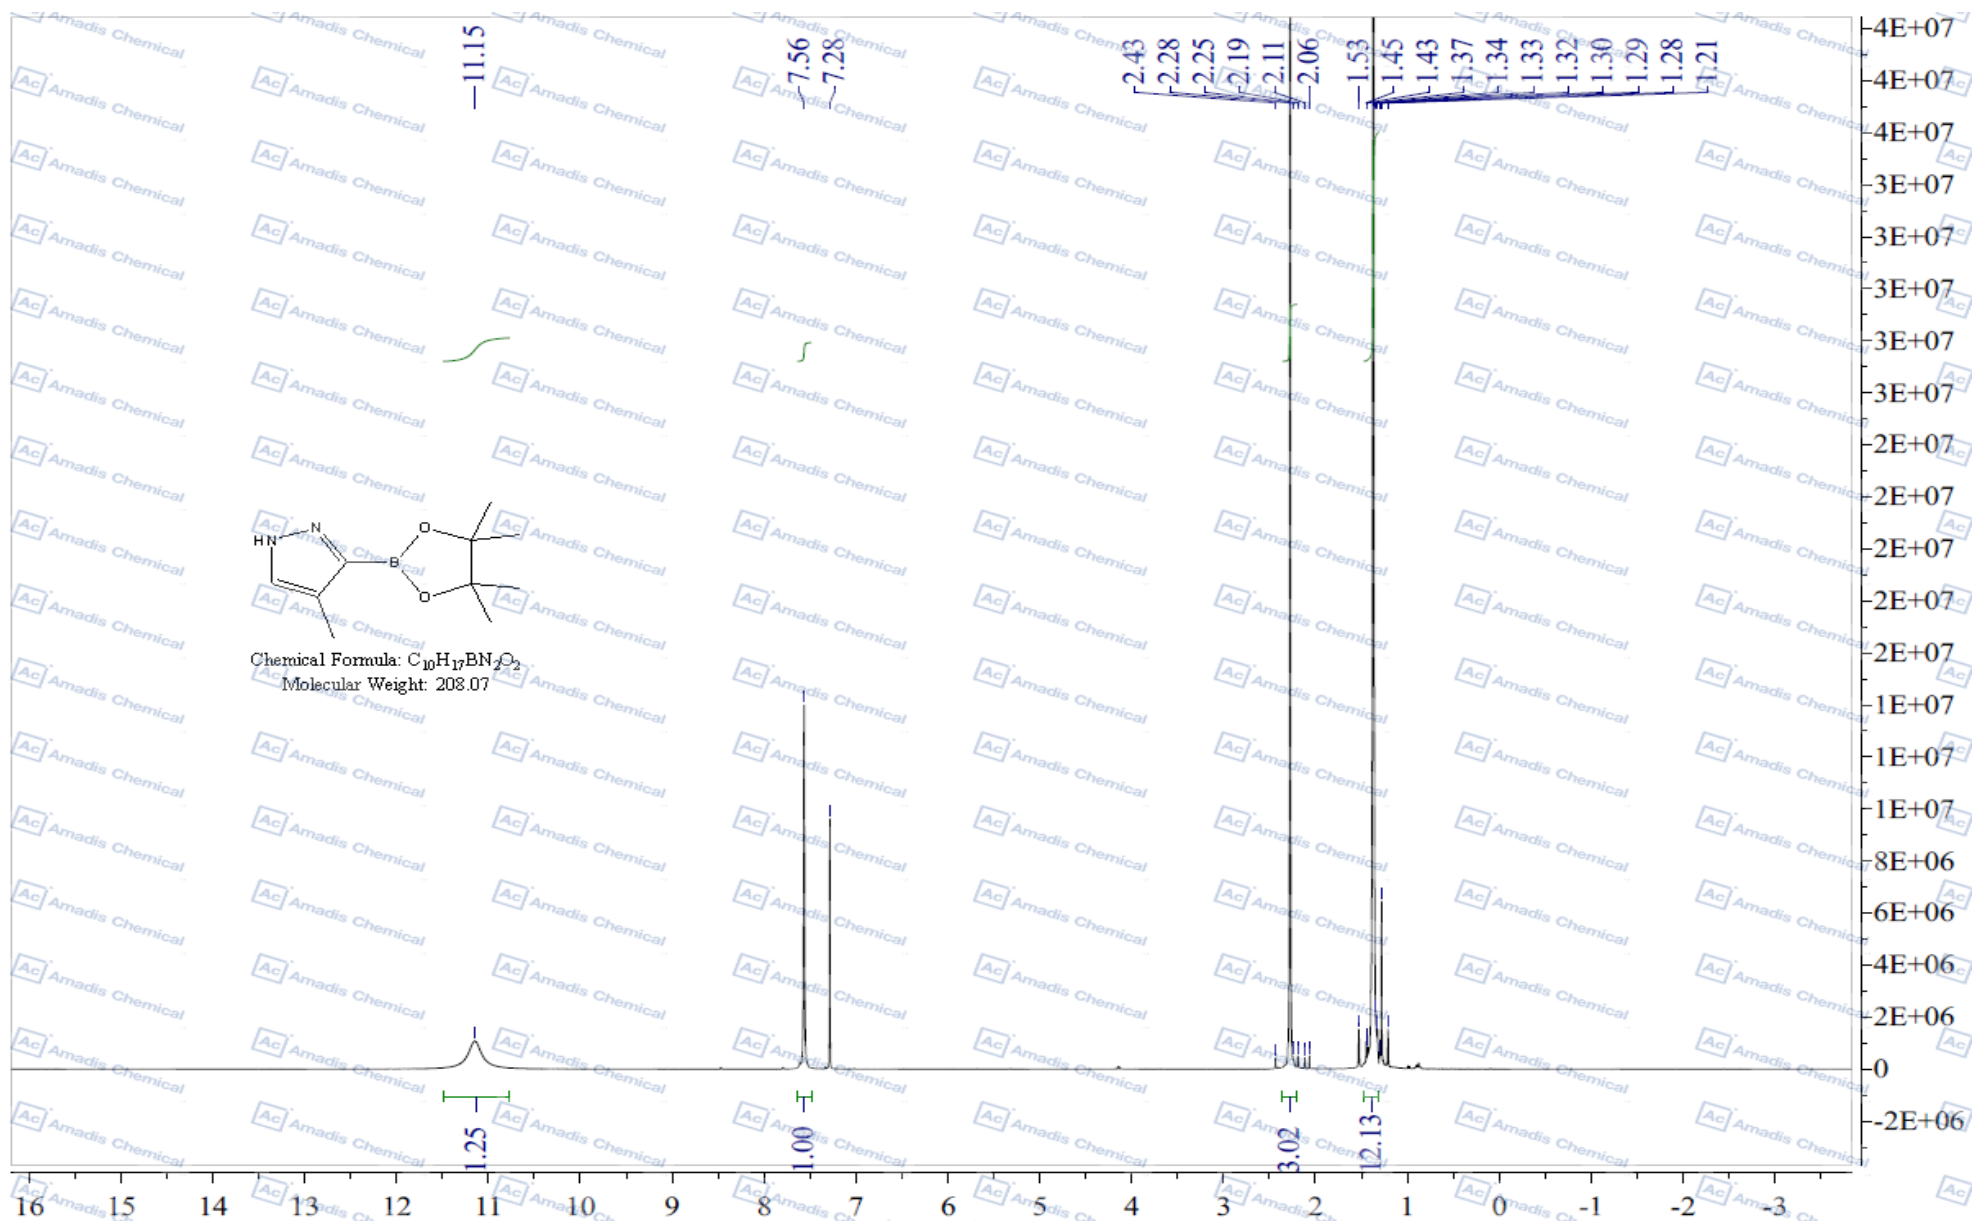 11.15
7.56
7.28
2.43
2.28
2.25
2.19
2.11
2.06
1.53
1.45
1.43
1.37
1.34
1.33
1.32
1.30
1.29
1.28
1.21
4E+07
4E+07
4E+07
3E+07
3E+07
3E+07
3E+07
3E+07
2E+07
2E+07
2E+07
2E+07
2E+07
1E+07
1E+07
1E+07
8E+06
6E+06
4E+06
2E+06
0
-2E+06
HN
N
O
B
O
Chemical Formula: C₁₀H₁₇BN₂O₂
Molecular Weight: 208.07
1.25
1.00
3.02
12.13
16 15 14 13 12 11 10 9 8 7 6 5 4 3 2 1 0 -1 -2 -3
Ac Amadis Chemical